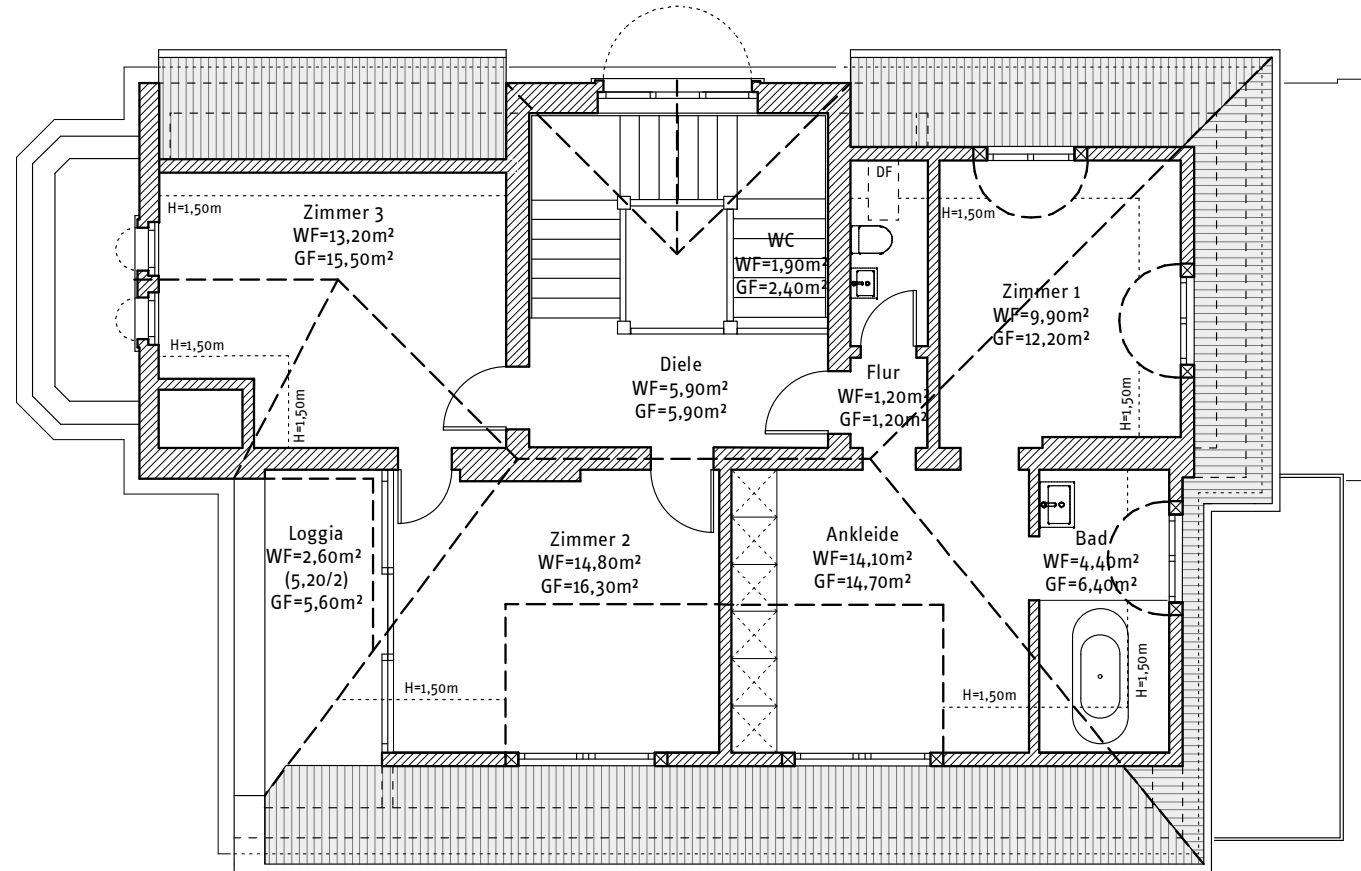 DF
H=1,50m
Zimmer 3
WF=13,20m²
GF=15,50m²
H=1,50m
WC
WF=1,90m²
GF=2,40m²
Zimmer 1
WF=9,90m²
GF=12,20m²
H=1,50m
H=1,50m
H=1,50m
Diele
WF=5,90m²
GF=5,90m²
Flur
WF=1,20m²
GF=1,20m²
H=1,50m
Loggia
WF=2,60m²
(5,20/2)
GF=5,60m²
Zimmer 2
WF=14,80m²
GF=16,30m²
Ankleide
WF=14,10m²
GF=14,70m²
Bad
WF=4,40m²
GF=6,40m²
H=1,50m
H=1,50m
H=1,50m